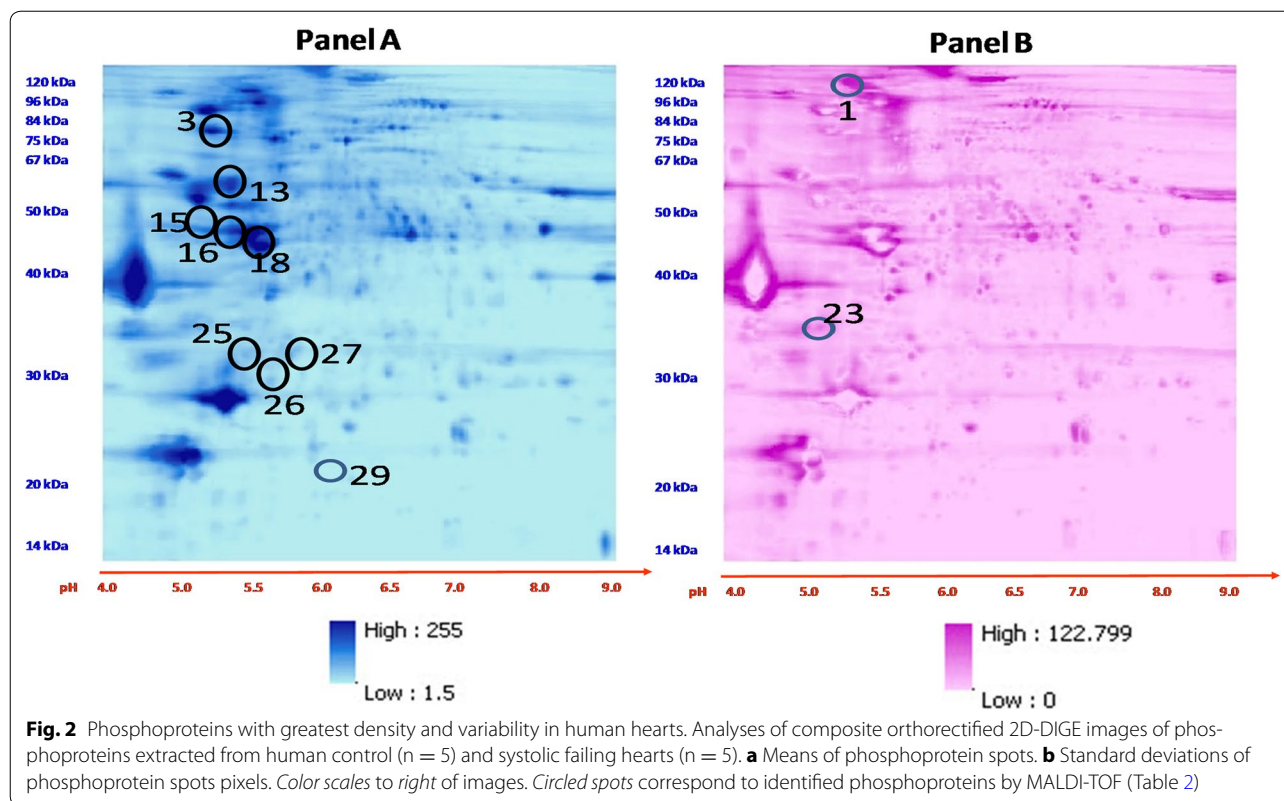 Panel A
120 kDa
96 kDa
84 kDa
75 kDa
67 kDa
50 kDa
40 kDa
30 kDa
20 kDa
14 kDa
3
13
15
16
18
25
27
26
29
pH 4.0 5.0 5.5 6.0 7.0 8.0 9.0
High : 255
Low : 1.5
Panel B
120 kDa
96 kDa
84 kDa
75 kDa
67 kDa
50 kDa
40 kDa
30 kDa
20 kDa
14 kDa
1
23
pH 4.0 5.0 5.5 6.0 6.5 7.0 8.0 9.0
High : 122.799
Low : 0
Fig. 2 Phosphoproteins with greatest density and variability in human hearts. Analyses of composite orthorectified 2D-DIGE images of phos-
phoproteins extracted from human control (n = 5) and systolic failing hearts (n = 5). a Means of phosphoprotein spots. b Standard deviations of
phosphoprotein spots pixels. Color scales to right of images. Circled spots correspond to identified phosphoproteins by MALDI-TOF (Table 2)